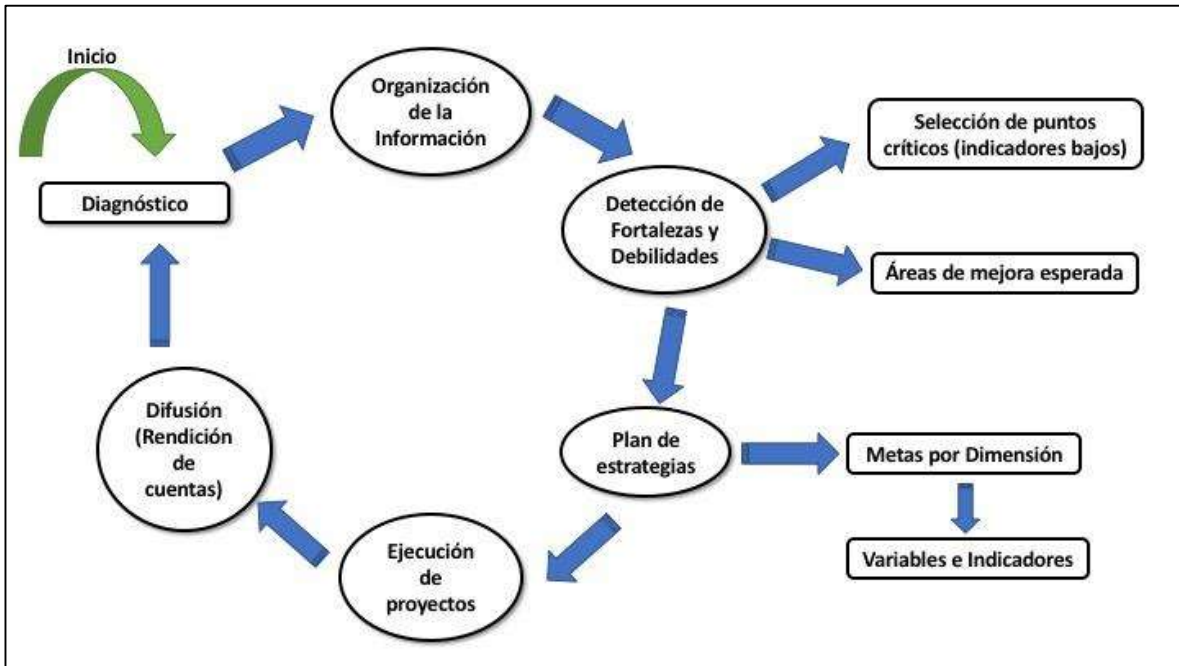 Inicio
Diagnóstico
Organización
de la
Información
Detección de
Fortalezas y
Debilidades
Selección de puntos
críticos (indicadores bajos)
Áreas de mejora esperada
Plan de
estrategias
Metas por Dimensión
Variables e Indicadores
Ejecución
de
proyectos
Difusión
(Rendición
de
cuentas)